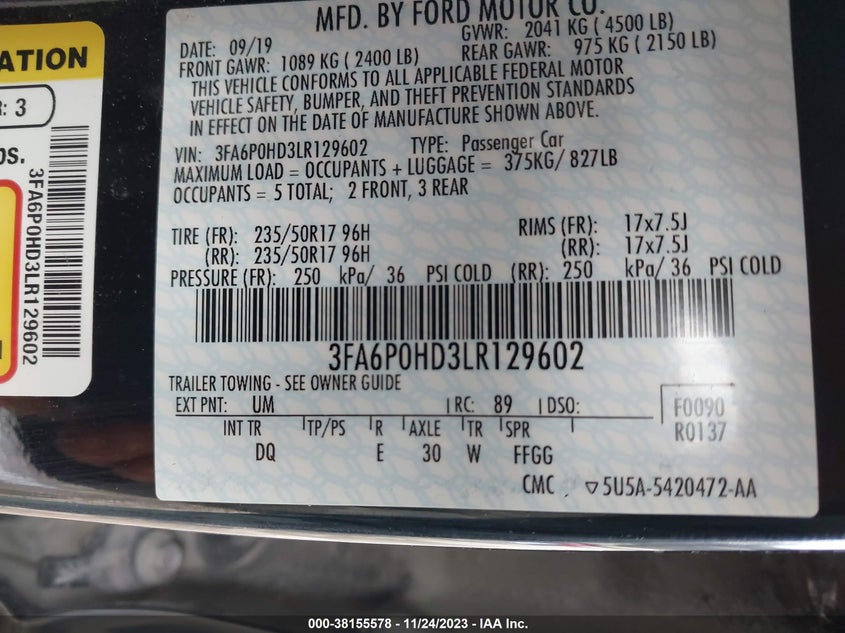 MFD. BY FORD MOTOR CO.
DATE: 09/19 GVWR: 2041 KG ( 4500 LB)
FRONT GAWR: 1089 KG ( 2400 LB) REAR GAWR: 975 KG ( 2150 LB)
THIS VEHICLE CONFORMS TO ALL APPLICABLE FEDERAL MOTOR
VEHICLE SAFETY, BUMPER, AND THEFT PREVENTION STANDARDS
IN EFFECT ON THE DATE OF MANUFACTURE SHOWN ABOVE.
VIN: 3FA6P0HD3LR129602 TYPE: Passenger Car
MAXIMUM LOAD = OCCUPANTS + LUGGAGE = 375KG/ 827LB
OCCUPANTS = 5 TOTAL; 2 FRONT, 3 REAR
TIRE (FR): 235/50R17 96H RIMS (FR): 17x7.5J
(RR): 235/50R17 96H (RR): 17x7.5J
PRESSURE (FR): 250 kPa/ 36 PSI COLD (RR): 250 kPa/ 36 PSI COLD
3FA6P0HD3LR129602
TRAILER TOWING - SEE OWNER GUIDE
EXT PNT: UM RC: 89 DSO: F0090
INT TR TP/PS R AXLE TR SPR R0137
DQ E 30 W FFGG
CMC ▽5U5A-5420472-AA
ATION
R: 3
bs.
3FA6P0HD3LR129602
000-38155578 - 11/24/2023 - IAA Inc.